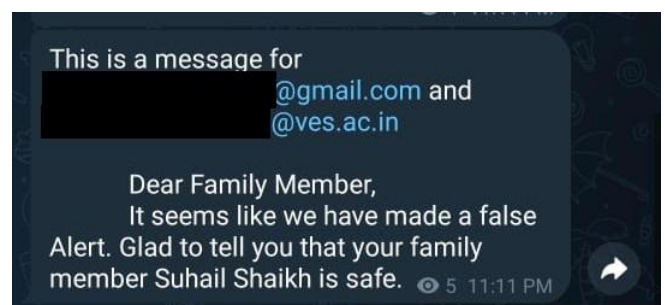 This is a message for
@gmail.com and
@ves.ac.in
Dear Family Member,
It seems like we have made a false
Alert. Glad to tell you that your family
member Suhail Shaikh is safe. 5 11:11 PM